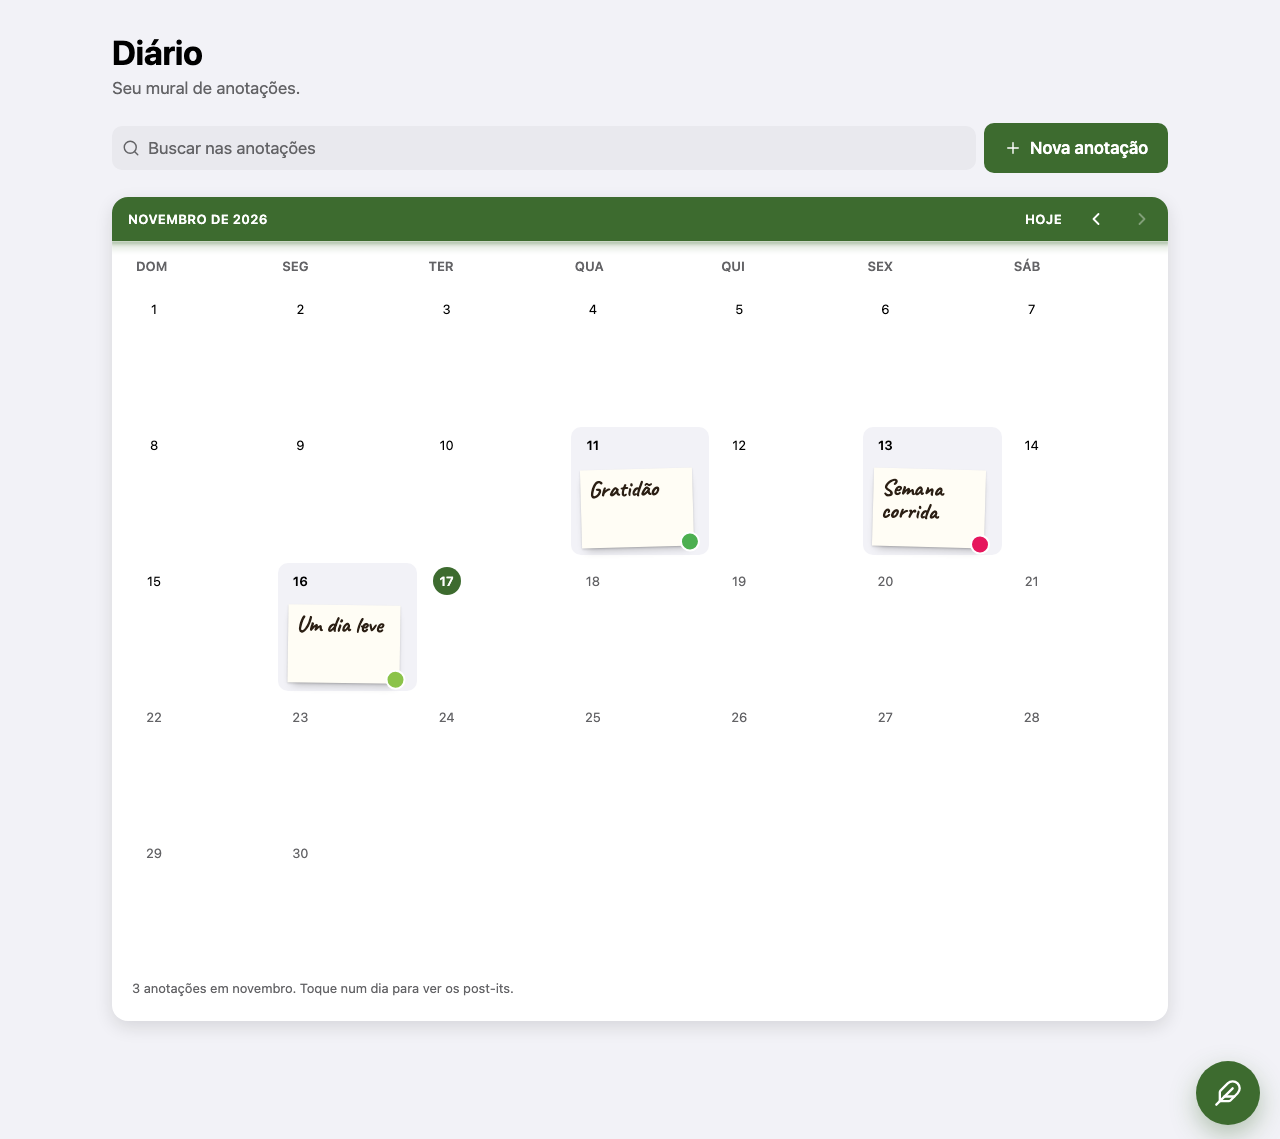 Diário
Seu mural de anotações.
Buscar nas anotações
Nova anotação
NOVEMBRO DE 2026
HOJE
DOM SEG TER QUA QUI SEX SÁB
1 2 3 4 5 6 7
8 9 10 11 12 13 14
Gratidão
Semana
corrida
15 16 17 18 19 20 21
Um dia leve
22 23 24 25 26 27 28
29 30
3 anotações em novembro. Toque num dia para ver os post-its.